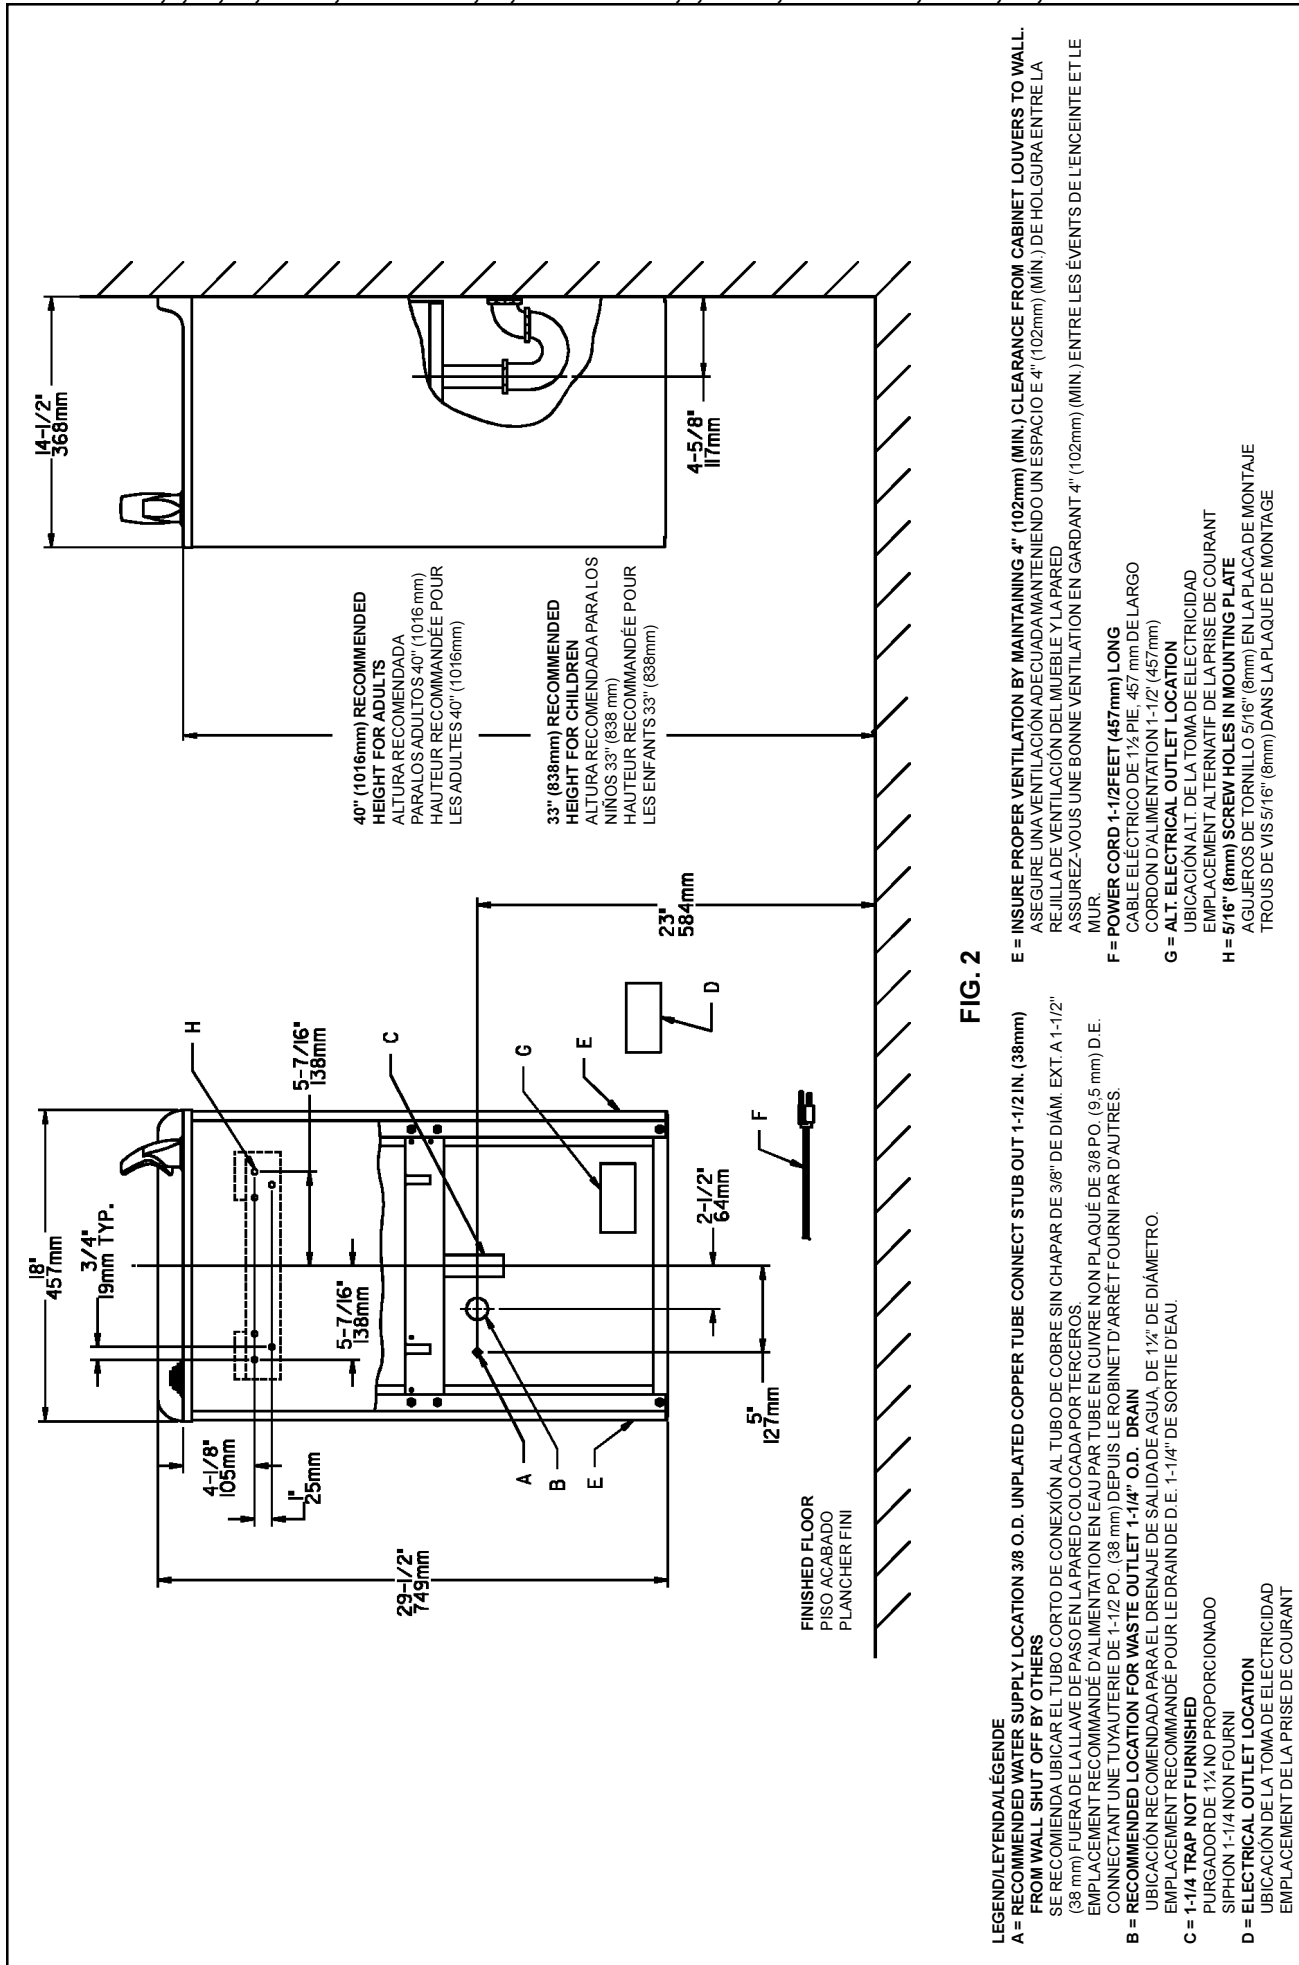 18"
457mm
3/4"
19mm TYP.
H
5-7/16"
138mm
5-7/16"
138mm
4-1/8"
105mm
1"
25mm
29-1/2"
749mm
C
G
E
D
A
B
E
2-1/2"
64mm
5"
127mm
F
23"
584mm
14-1/2"
368mm
4-5/8"
117mm
40" (1016mm) RECOMMENDED
HEIGHT FOR ADULTS
ALTURA RECOMENDADA
PARA LOS ADULTOS 40" (1016 mm)
HAUTEUR RECOMMANDÉE POUR
LES ADULTES 40" (1016mm)
33" (838mm) RECOMMENDED
HEIGHT FOR CHILDREN
ALTURA RECOMENDADA PARA LOS
NIÑOS 33" (838 mm)
HAUTEUR RECOMMANDÉE POUR
LES ENFANTS 33" (838mm)
FINISHED FLOOR
PISO ACABADO
PLANCHER FINI
FIG. 2
LEGEND/LEYENDA/LÉGENDE
A = RECOMMENDED WATER SUPPLY LOCATION 3/8 O.D. UNPLATED COPPER TUBE CONNECT STUB OUT 1-1/2 IN. (38mm)
FROM WALL SHUT OFF BY OTHERS
SE RECOMIENDA UBICAR EL TUBO CORTO DE CONEXIÓN AL TUBO DE COBRE SIN CHAPAR DE 3/8" DE DIÁM. EXT. A 1-1/2"
(38 mm) FUERA DE LA LLAVE DE PASO EN LA PARED COLOCADA POR TERCEROS.
EMPLACEMENT RECOMMANDÉ D'ALIMENTATION EN EAU PAR TUBE EN CUIVRE NON PLAQUÉ DE 3/8 PO. (9,5 mm) D.E.
CONNECTANT UNE TUYAUTERIE DE 1-1/2 PO. (38 mm) DEPUIS LE ROBINET D'ARRÊT FOURNI PAR D'AUTRES.
B = RECOMMENDED LOCATION FOR WASTE OUTLET 1-1/4" O.D. DRAIN
UBICACIÓN RECOMENDADA PARA EL DRENAJE DE SALIDA DE AGUA, DE 1¼" DE DIÁMETRO.
EMPLACEMENT RECOMMANDÉ POUR LE DRAIN DE D.E. 1-1/4" DE SORTIE D'EAU.
C = 1-1/4 TRAP NOT FURNISHED
PURGADOR DE 1¼ NO PROPORCIONADO
SIPHON 1-1/4 NON FOURNI
D = ELECTRICAL OUTLET LOCATION
UBICACIÓN DE LA TOMA DE ELECTRICIDAD
EMPLACEMENT DE LA PRISE DE COURANT
E = INSURE PROPER VENTILATION BY MAINTAINING 4" (102mm) (MIN.) CLEARANCE FROM CABINET LOUVERS TO WALL.
ASEGURE UNA VENTILACIÓN ADECUADA MANTENIENDO UN ESPACIO E 4" (102mm) (MÍN.) DE HOLGURA ENTRE LA
REJILLA DE VENTILACIÓN DEL MUEBLE Y LA PARED
ASSUREZ-VOUS UNE BONNE VENTILATION EN GARDANT 4" (102mm) (MIN.) ENTRE LES ÉVENTS DE L'ENCEINTE ET LE
MUR.
F = POWER CORD 1-1/2FEET (457mm) LONG
CABLE ELÉCTRICO DE 1½ PIE, 457 mm DE LARGO
CORDON D'ALIMENTATION 1-1/2' (457mm)
G = ALT. ELECTRICAL OUTLET LOCATION
UBICACIÓN ALT. DE LA TOMA DE ELECTRICIDAD
EMPLACEMENT ALTERNATIF DE LA PRISE DE COURANT
H = 5/16" (8mm) SCREW HOLES IN MOUNTING PLATE
AGUJEROS DE TORNILLO 5/16" (8mm) EN LA PLACA DE MONTAJE
TROUS DE VIS 5/16" (8mm) DANS LA PLAQUE DE MONTAGE